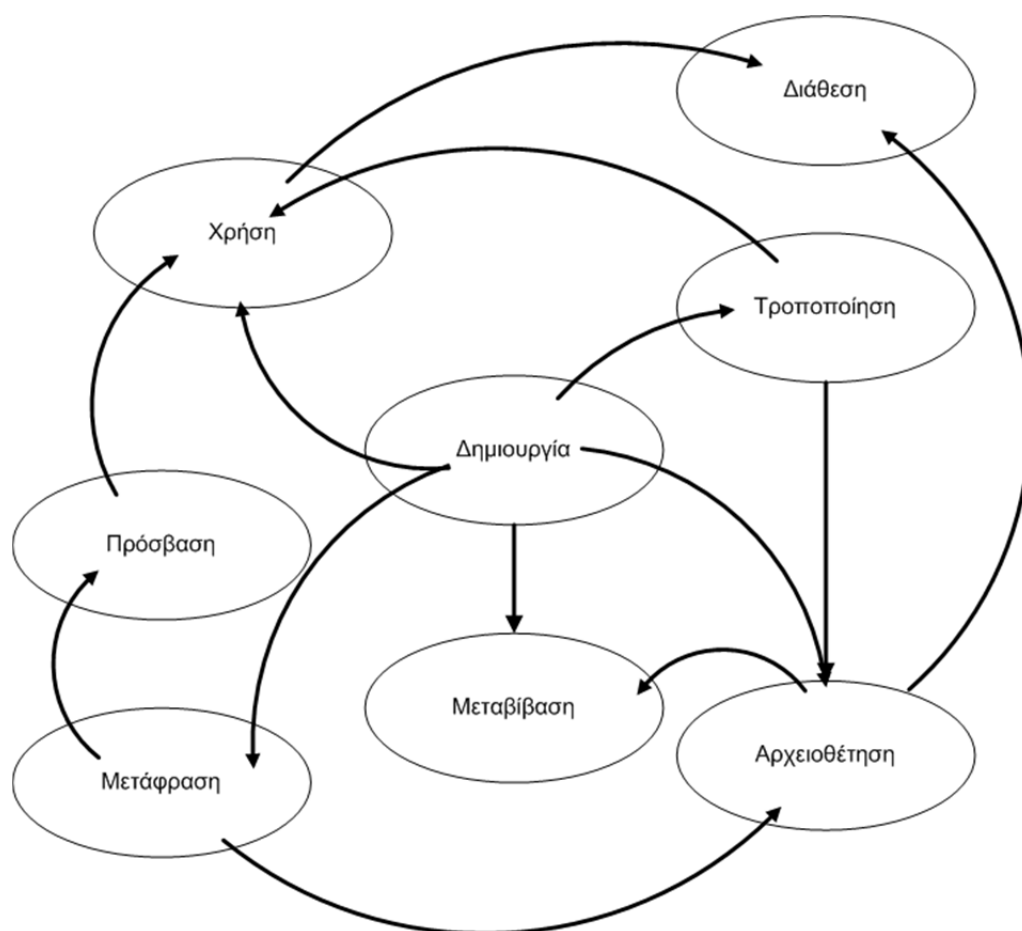 Διάθεση
Χρήση
Τροποποίηση
Δημιουργία
Πρόσβαση
Μεταβίβαση
Αρχειοθέτηση
Μετάφραση